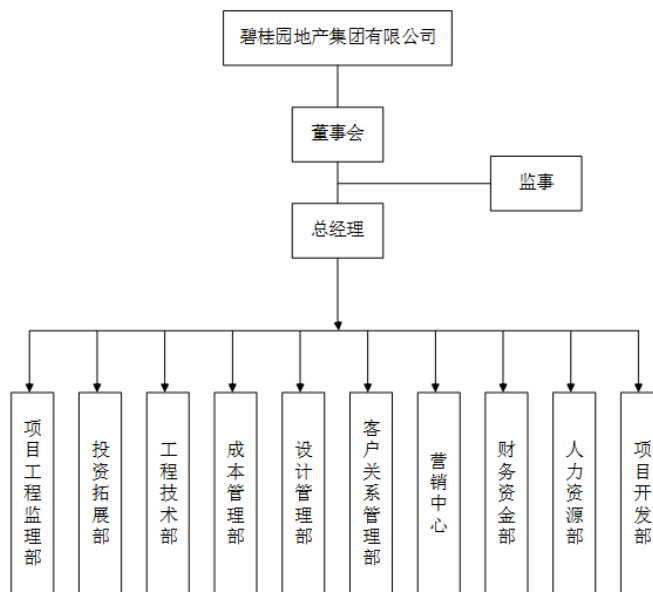 碧桂园地产集团有限公司
董事会
监事
总经理
项目工程监理部
投资拓展部
工程技术部
成本管理部
设计管理部
客户关系管理部
营销中心
财务资金部
人力资源部
项目开发部